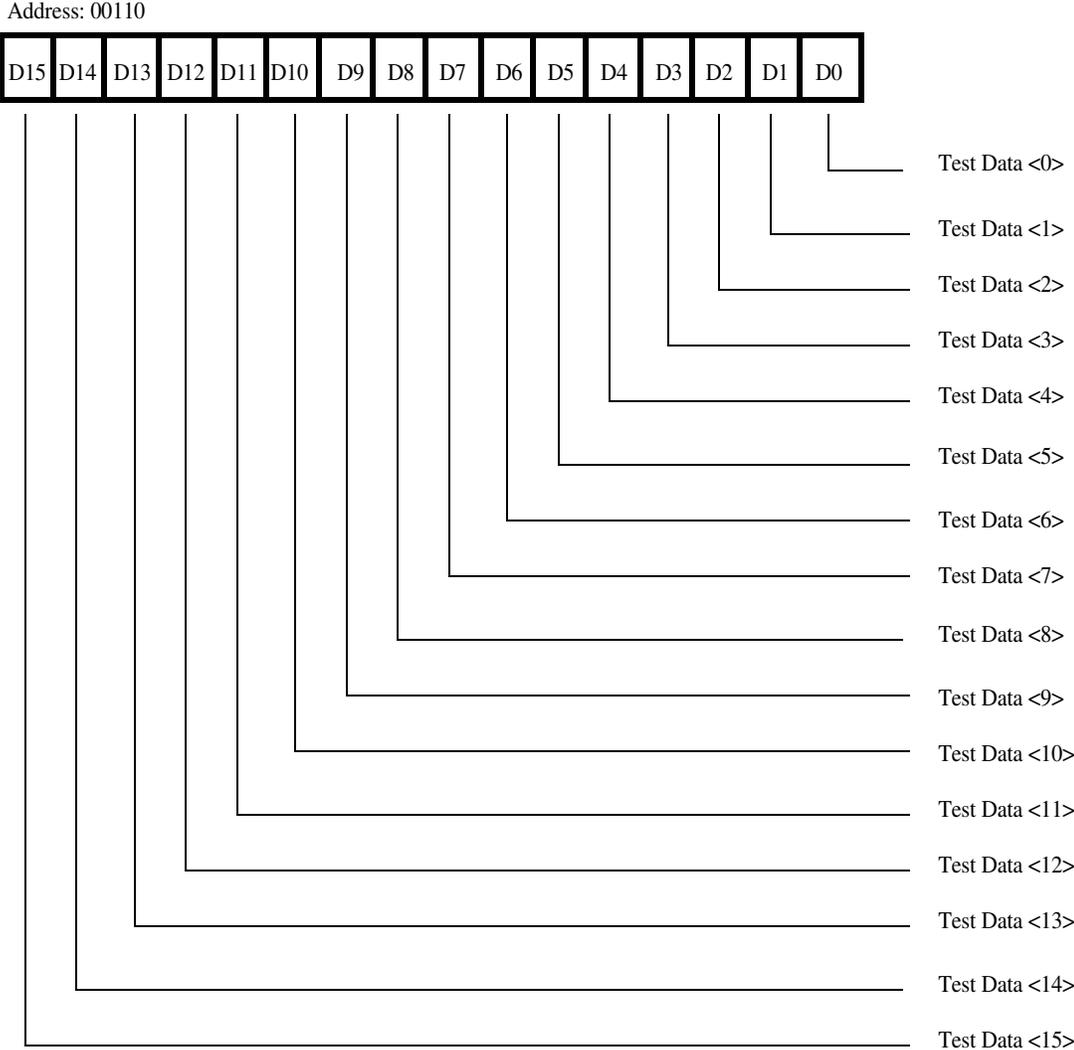 Address: 00110
D15 D14 D13 D12 D11 D10 D9 D8 D7 D6 D5 D4 D3 D2 D1 D0
Test Data <0>
Test Data <1>
Test Data <2>
Test Data <3>
Test Data <4>
Test Data <5>
Test Data <6>
Test Data <7>
Test Data <8>
Test Data <9>
Test Data <10>
Test Data <11>
Test Data <12>
Test Data <13>
Test Data <14>
Test Data <15>